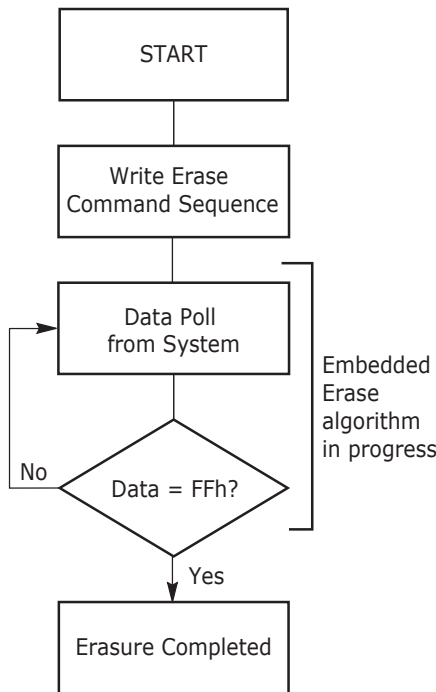 START
Write Erase
Command Sequence
Data Poll
from System
Embedded
Erase
algorithm
in progress
No
Data = FFh?
Yes
Erasure Completed